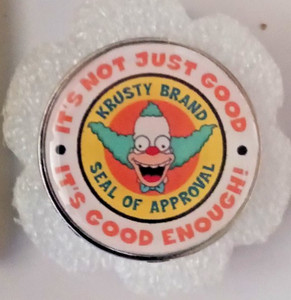 IT'S NOT JUST GOOD
IT'S GOOD ENOUGH!
KRUSTY BRAND
SEAL OF APPROVAL